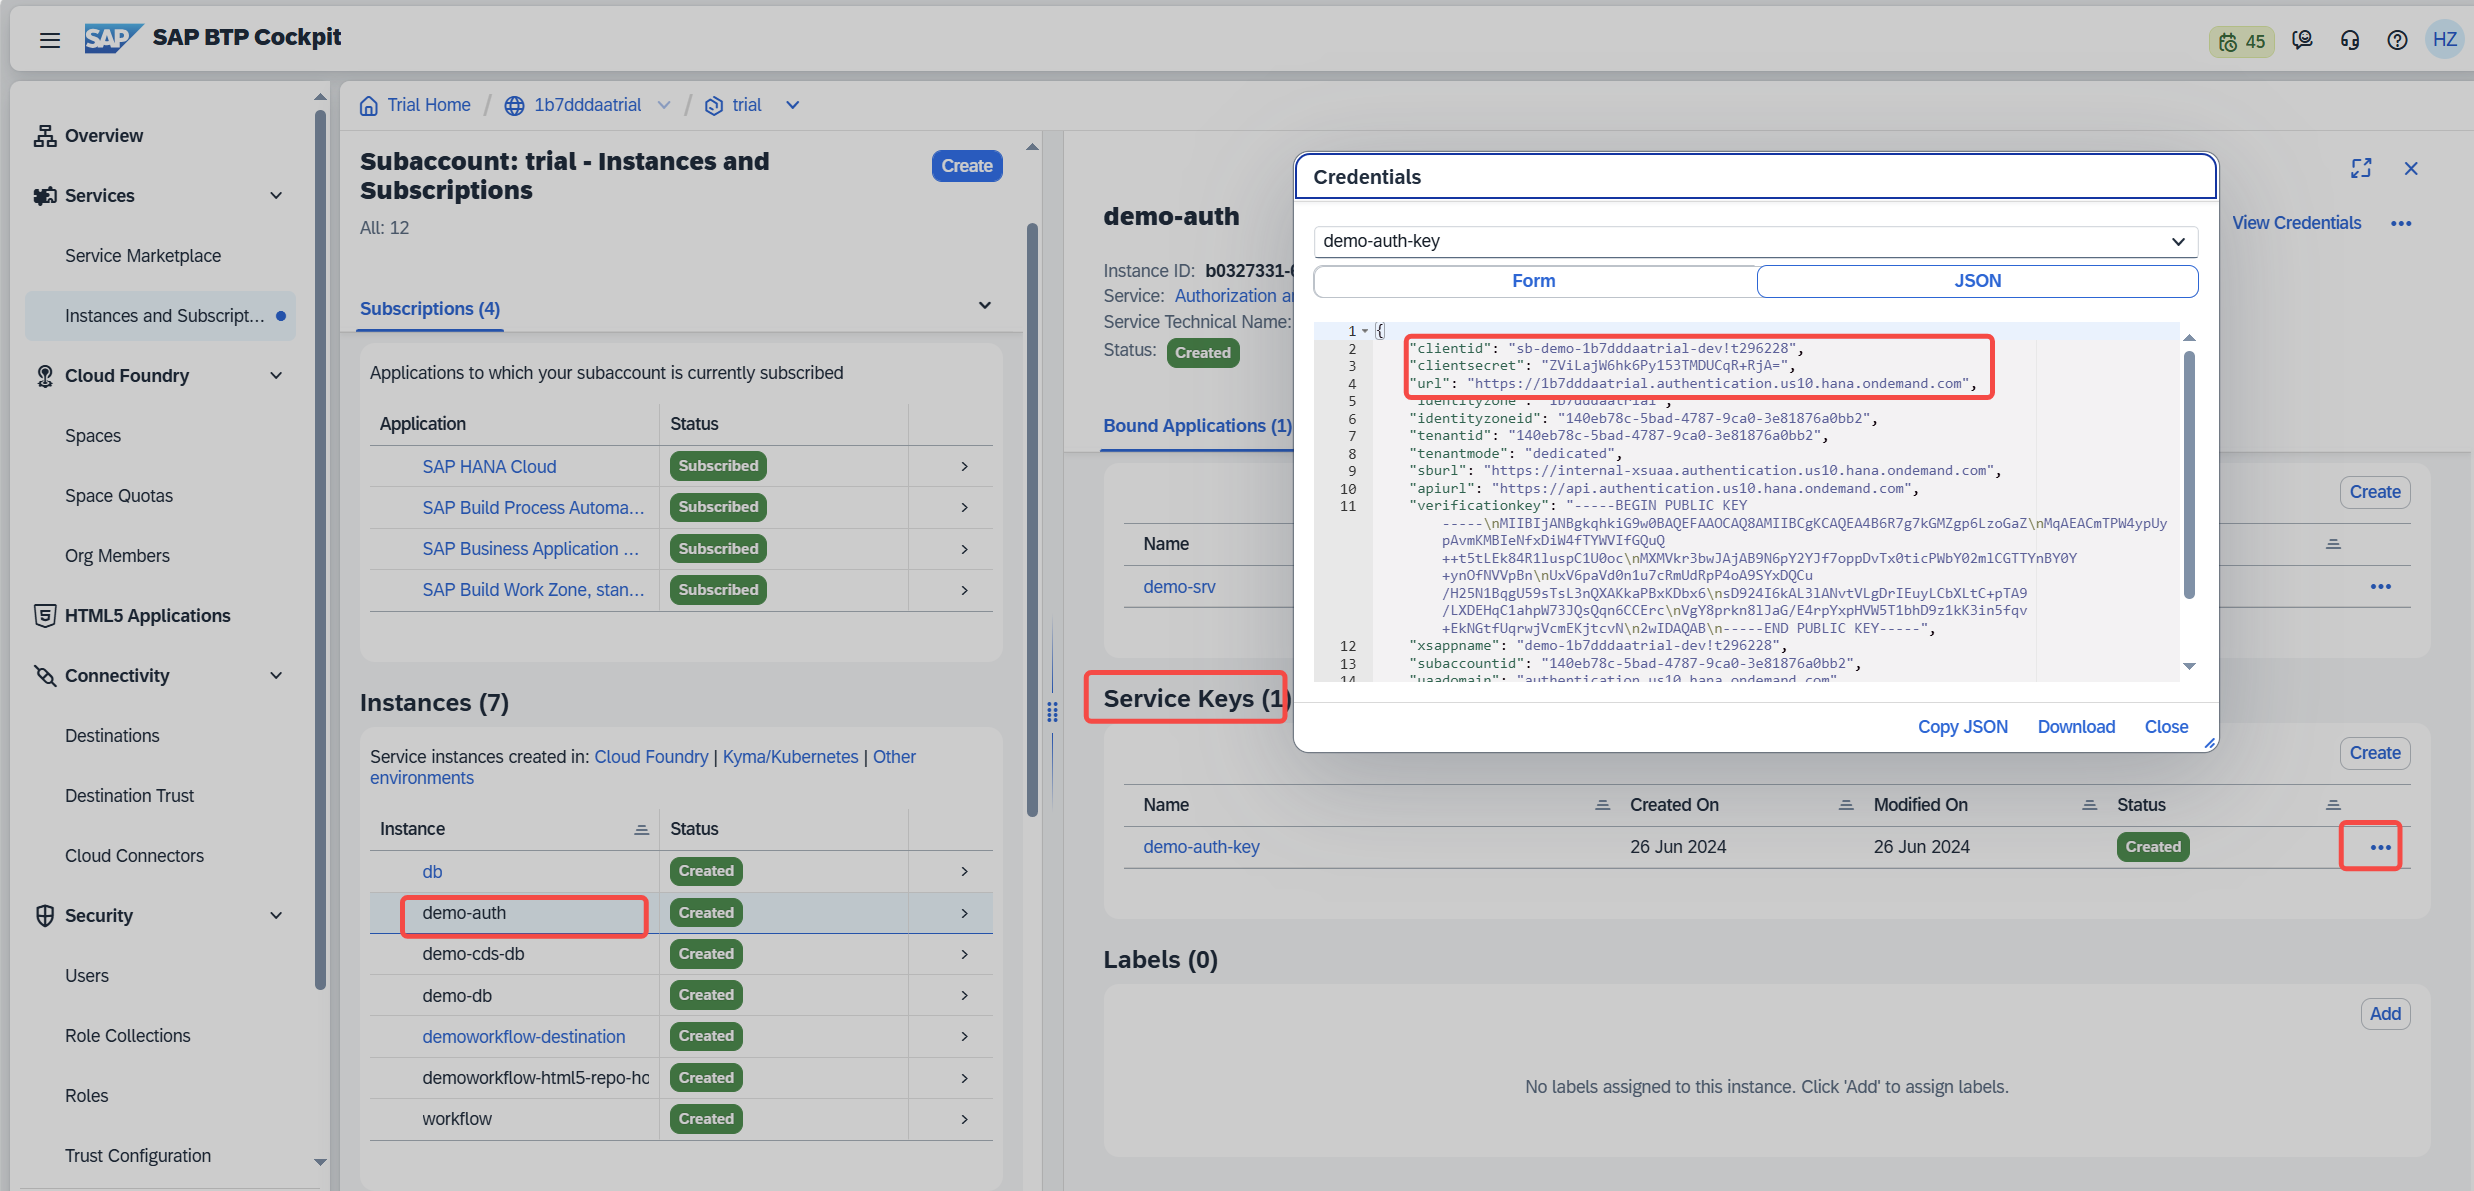 SAP
SAP BTP Cockpit
45
HZ
Overview
Services
Service Marketplace
Instances and Subscript...
Cloud Foundry
Spaces
Space Quotas
Org Members
HTML5 Applications
Connectivity
Destinations
Destination Trust
Cloud Connectors
Security
Users
Role Collections
Roles
Trust Configuration
Trial Home / 1b7dddaatrial / trial
Subaccount: trial - Instances and
Subscriptions
Create
All: 12
Subscriptions (4)
Applications to which your subaccount is currently subscribed
Application Status
SAP HANA Cloud Subscribed
SAP Build Process Automa... Subscribed
SAP Business Application ... Subscribed
SAP Build Work Zone, stan... Subscribed
Instances (7)
Service instances created in: Cloud Foundry | Kyma/Kubernetes | Other
environments
Instance Status
db Created
demo-auth Created
demo-cds-db Created
demo-db Created
demoworkflow-destination Created
demoworkflow-html5-repo-ho Created
workflow Created
demo-auth
View Credentials
Instance ID: b0327331-6
Service: Authorization a
Service Technical Name:
Status: Created
Bound Applications (1)
Create
Name
demo-srv
Service Keys (1)
Create
Name Created On Modified On Status
demo-auth-key 26 Jun 2024 26 Jun 2024 Created
Labels (0)
Add
No labels assigned to this instance. Click 'Add' to assign labels.
Credentials
demo-auth-key
Form JSON
1 {
2 "clientid": "sb-demo-1b7dddaatrial-dev!t296228",
3 "clientsecret": "ZViLajW6hk6Py153TMDUCqR+RjA=",
4 "url": "https://1b7dddaatrial.authentication.us10.hana.ondemand.com",
5 "identityzone": "1b7dddaatrial",
6 "identityzoneid": "140eb78c-5bad-4787-9ca0-3e81876a0bb2",
7 "tenantid": "140eb78c-5bad-4787-9ca0-3e81876a0bb2",
8 "tenantmode": "dedicated",
9 "sburl": "https://internal-xsuaa.authentication.us10.hana.ondemand.com",
10 "apiurl": "https://api.authentication.us10.hana.ondemand.com",
11 "verificationkey": "-----BEGIN PUBLIC KEY
-----\nMIIBIjANBgkqhkiG9w0BAQEFAAOCAQ8AMIIBCgKCAQEA4B6R7g7kGMZgp6LzoGaZ\nMqAEACmTPW4ypUy
pAvmKMBIeNfxDiW4fTYWVIfGQuQ
++t5tLEk84R1luspC1U0oc\nMXMVkr3bwJAjAB9N6pY2YJf7oppDvTx0ticPWbY02mlCGTTYnBY0Y
+ynOfNVVpBn\nUxV6paVd0n1u7cRmUdRpP4oA9SYxDQCu
/H25N1BqgU59sTsL3nQXAKkaPBxKDbx6\nsD924I6kAL3lANvtVLgDrIEuyLCbXLtC+pTA9
/LXDEHqC1ahpW73JQsQqn6CCErc\nVgY8prkn8lJaG/E4rpYxpHVW5T1bhD9z1kK3in5fqv
+EkNGtfUqrwjVcmEKjtcvN\n2wIDAQAB\n-----END PUBLIC KEY-----",
12 "xsappname": "demo-1b7dddaatrial-dev!t296228",
13 "subaccountid": "140eb78c-5bad-4787-9ca0-3e81876a0bb2",
14 "uaadomain": "authentication.us10.hana.ondemand.com"
Copy JSON Download Close